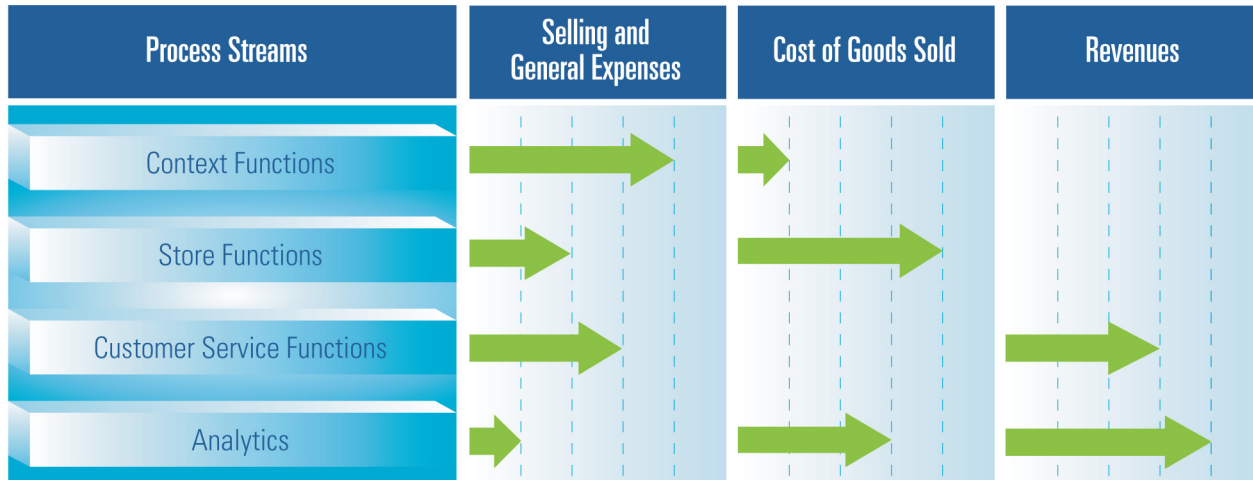 Process Streams
Selling and
General Expenses
Cost of Goods Sold
Revenues
Context Functions
Store Functions
Customer Service Functions
Analytics